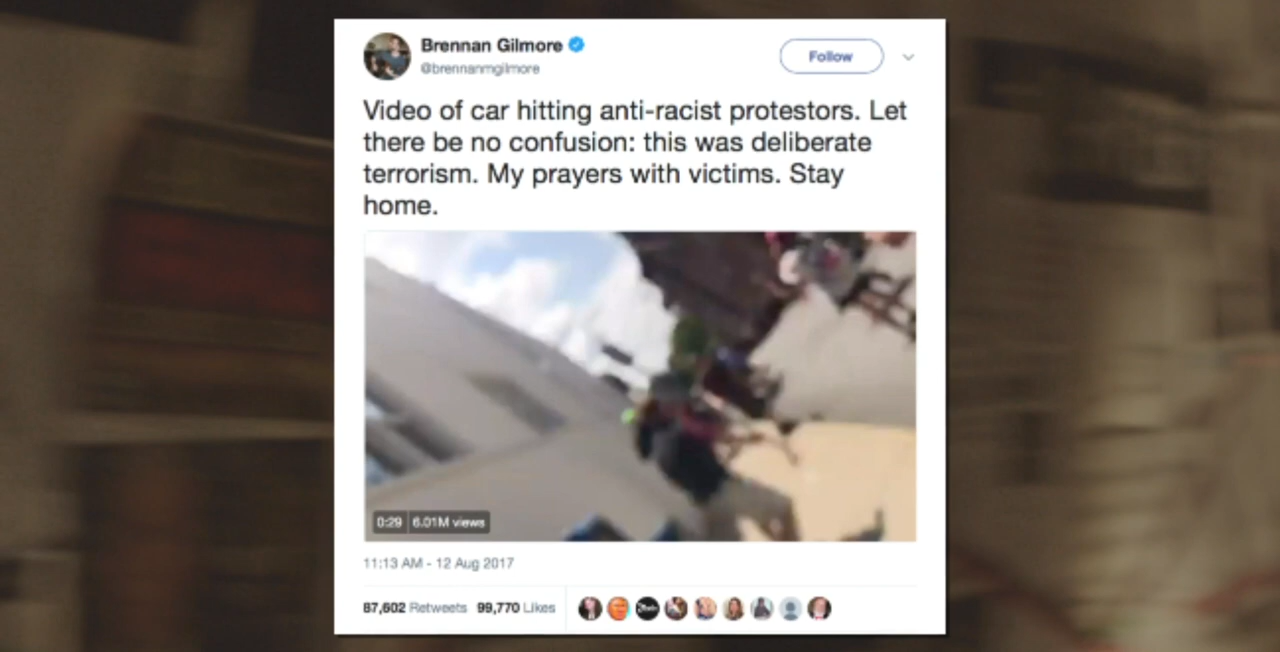 Brennan Gilmore
@brennanmgilmore
Follow
Video of car hitting anti-racist protestors. Let
there be no confusion: this was deliberate
terrorism. My prayers with victims. Stay
home.
0:29 6.01M views
11:13 AM - 12 Aug 2017
87,602 Retweets 99,770 Likes